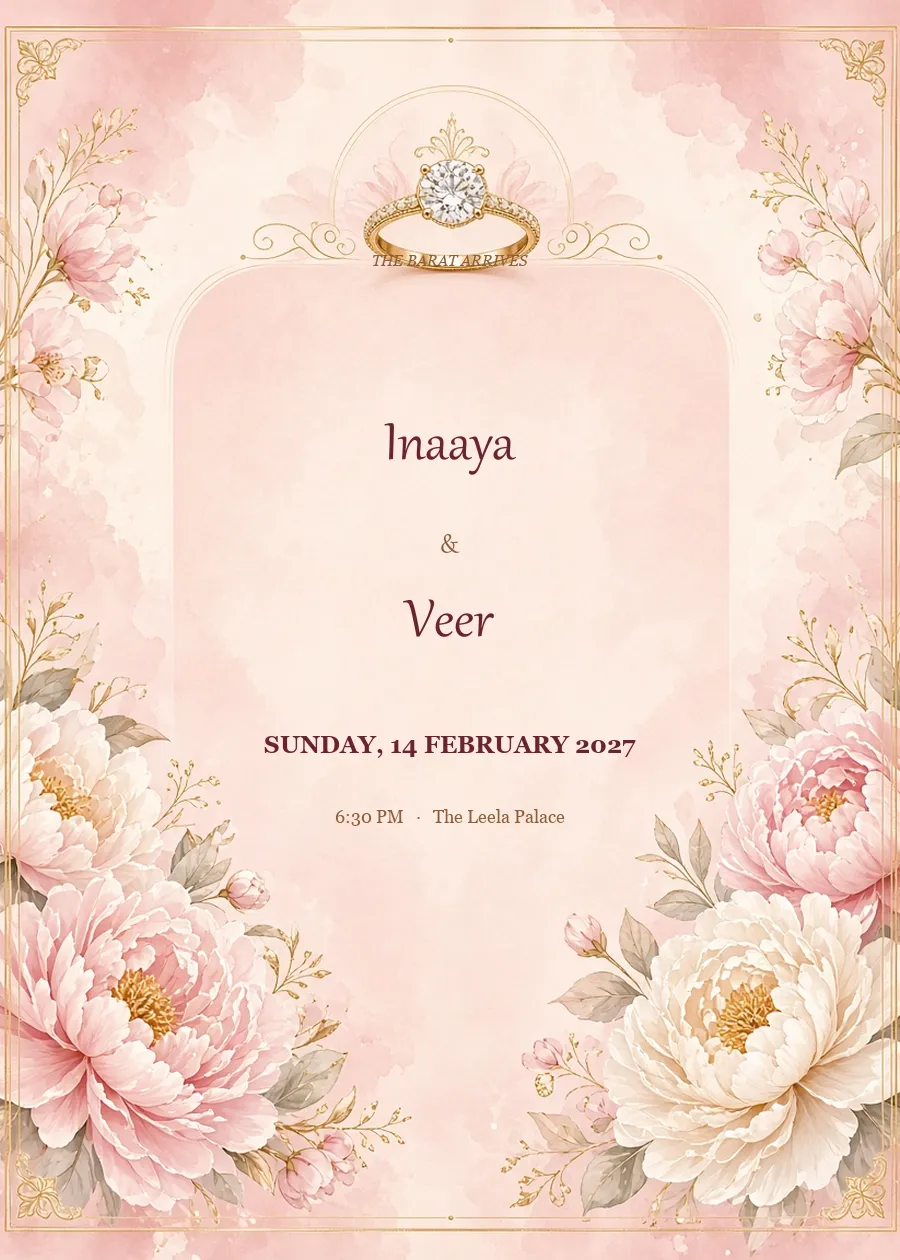 THE BARAT ARRIVES
Inaaya
&
Veer
SUNDAY, 14 FEBRUARY 2027
6:30 PM · The Leela Palace